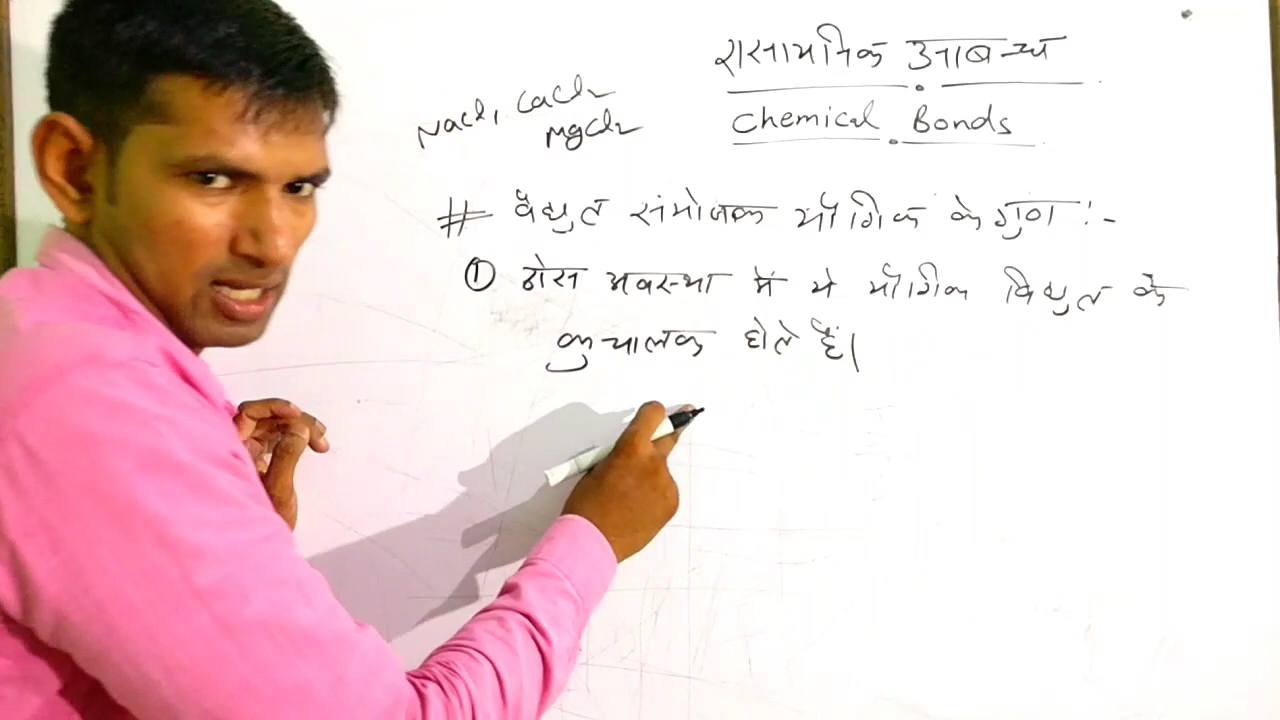 रासायनिक आबन्ध
Chemical Bonds
NaCl, CaCl₂
MgCl₂
# वैद्युत संयोजक यौगिक के गुण :-
① ठोस अवस्था में ये यौगिक विद्युत के
कुचालक होते हैं।